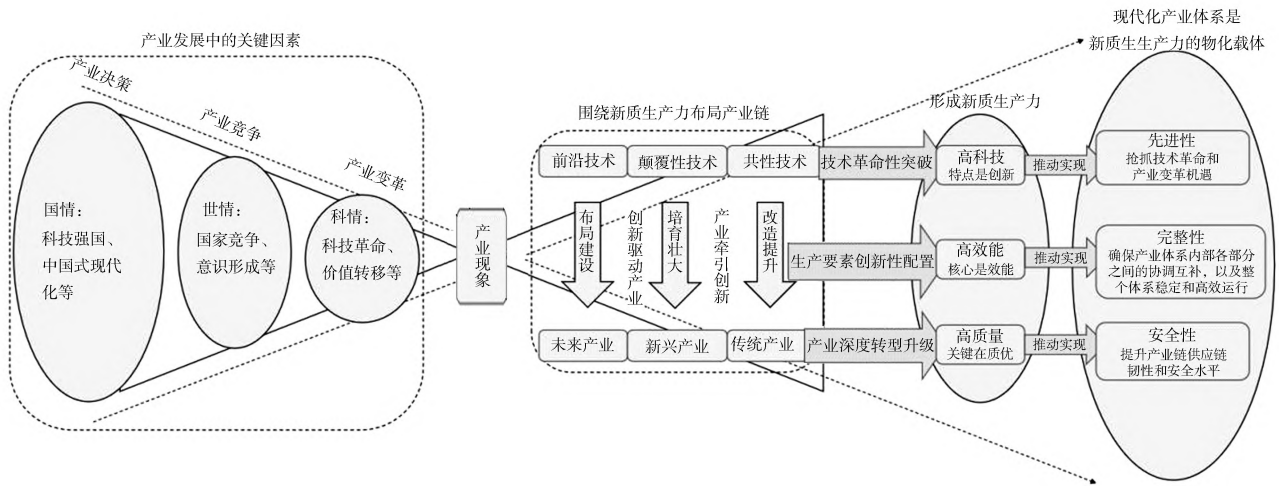 产业发展中的关键因素
产业决策
产业竞争
产业变革
国情：
科技强国、
中国式现代
化等
世情：
国家竞争、
意识形成等
科情：
科技革命、
价值转移等
产业现象
围绕新质生产力布局产业链
前沿技术
颠覆性技术
共性技术
布局建设
创新驱动产业
培育壮大
产业牵引创新
改造提升
未来产业
新兴产业
传统产业
技术革命性突破
生产要素创新性配置
产业深度转型升级
形成新质生产力
高科技
特点是创新
高效能
核心是效能
高质量
关键在质优
推动实现
推动实现
推动实现
现代化产业体系是
新质生生产力的物化载体
先进性
抢抓技术革命和
产业变革机遇
完整性
确保产业体系内部各部分
之间的协调互补，以及整
个体系稳定和高效运行
安全性
提升产业链供应链
韧性和安全水平